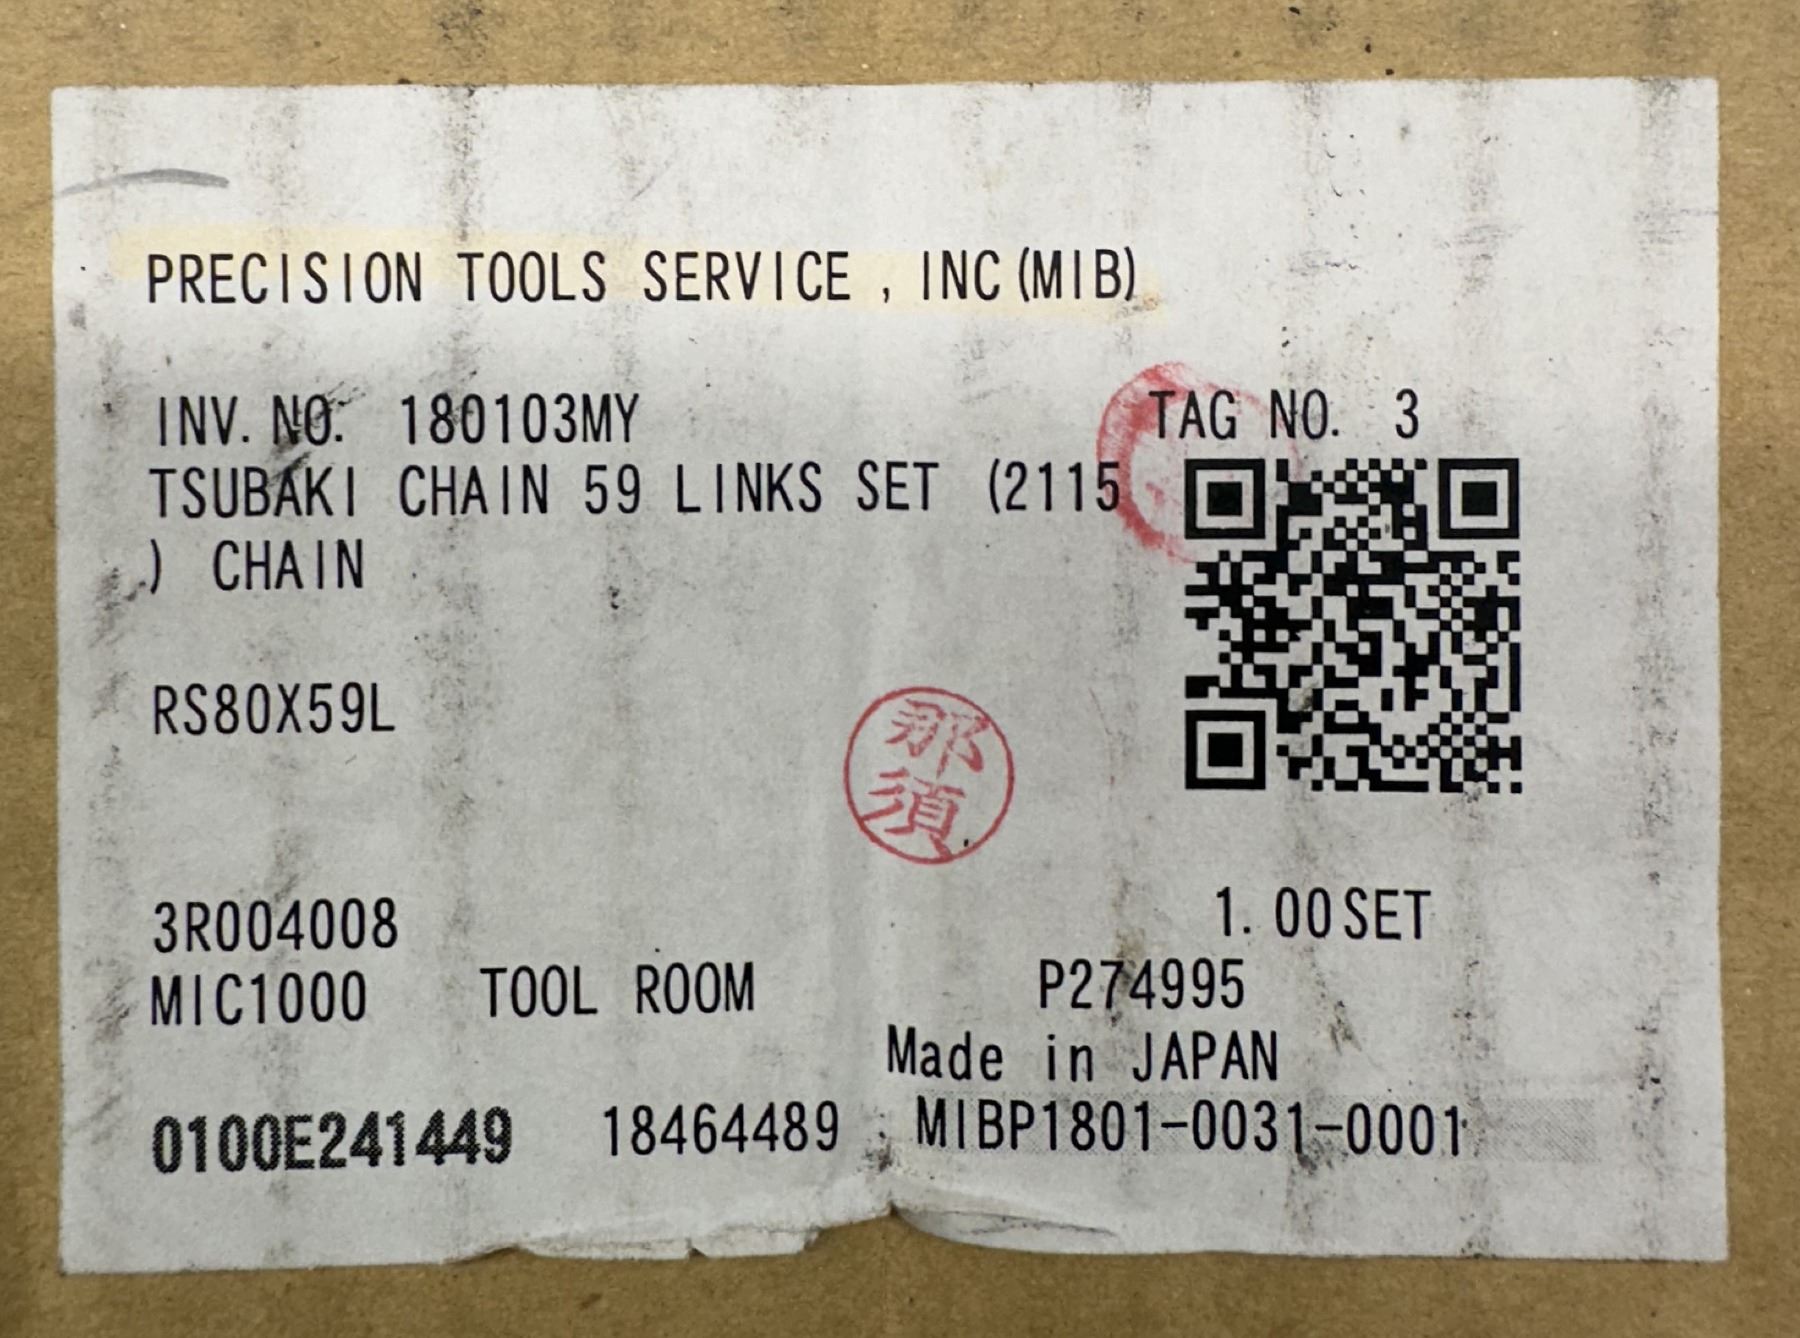 PRECISION TOOLS SERVICE , INC (MIB)
INV. NO. 180103MY
TAG NO. 3
TSUBAKI CHAIN 59 LINKS SET (2115
) CHAIN
RS80X59L
那須
3R004008
1. 00SET
MIC1000 TOOL ROOM P274995
Made in JAPAN
0100E241449 18464489 MIBP1801-0031-0001